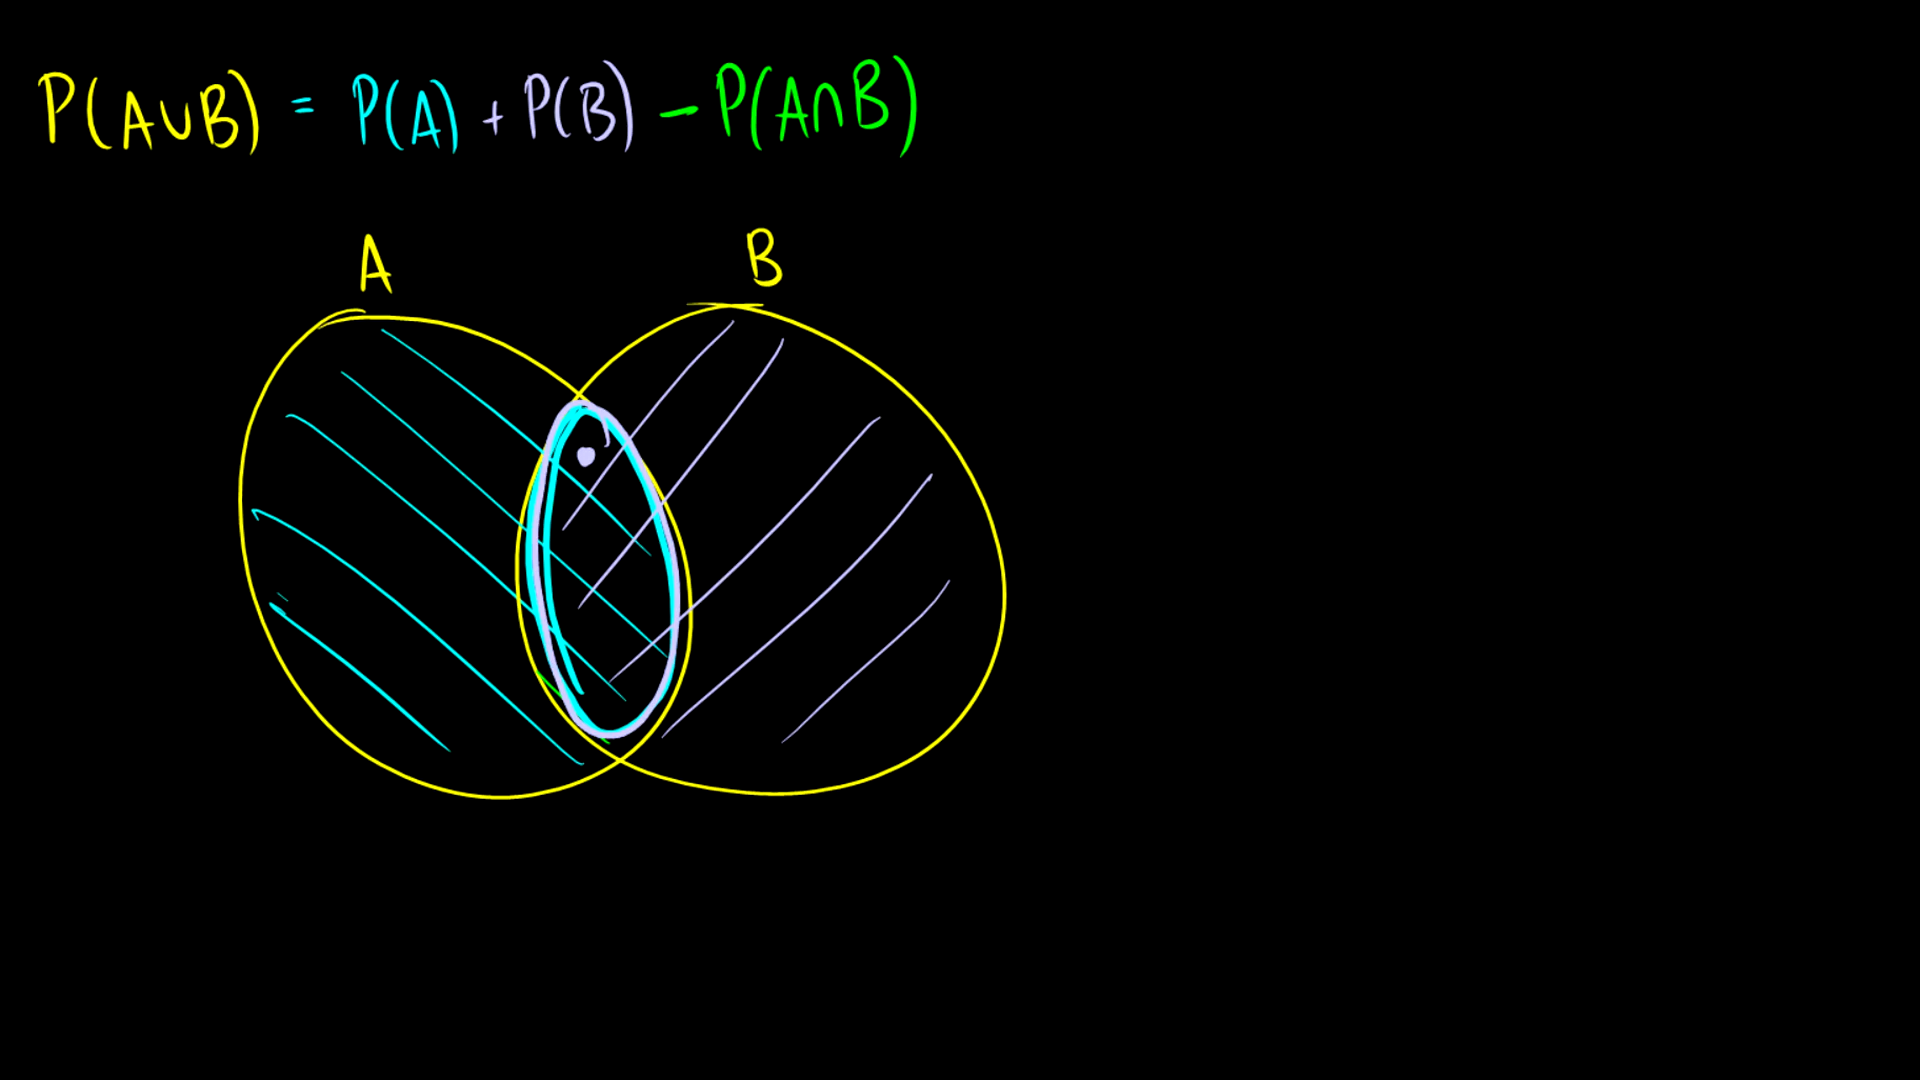 P(A∪B) = P(A) + P(B) - P(A∩B)
A B